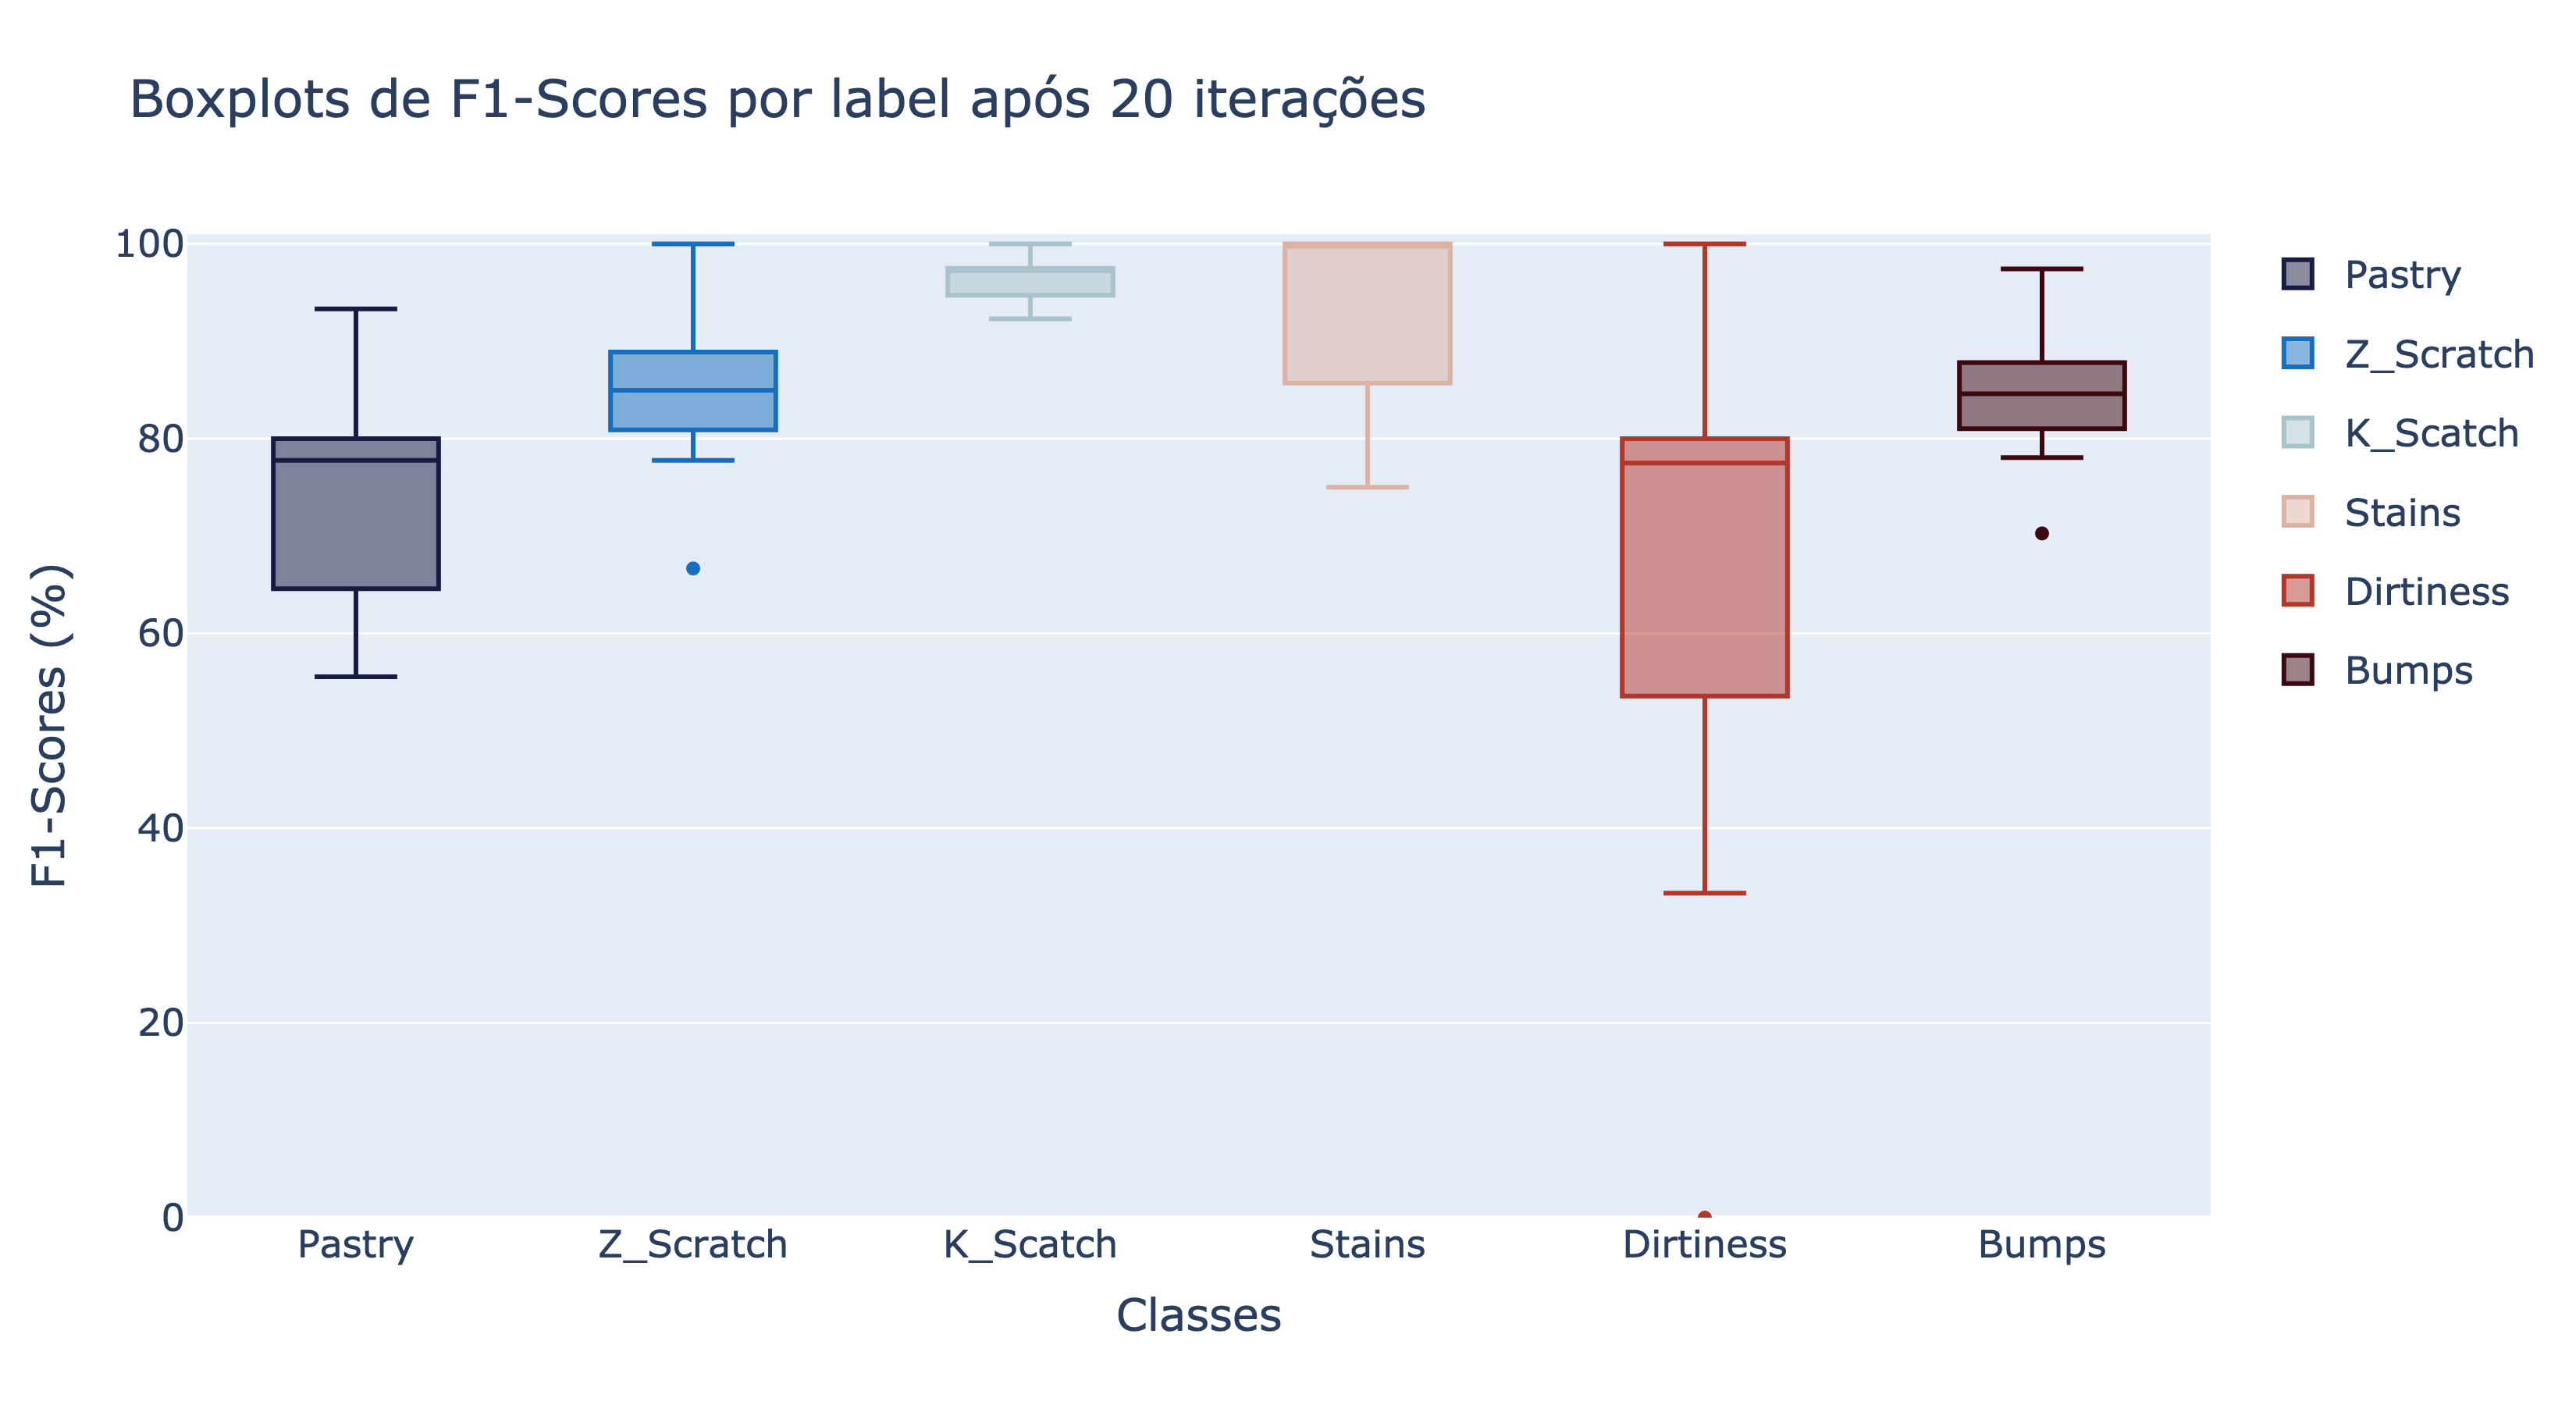 Boxplots de F1-Scores por label após 20 iterações
F1-Scores (%)
100
80
60
40
20
0
Pastry
Z_Scratch
K_Scatch
Stains
Dirtiness
Bumps
Classes
Pastry
Z_Scratch
K_Scatch
Stains
Dirtiness
Bumps